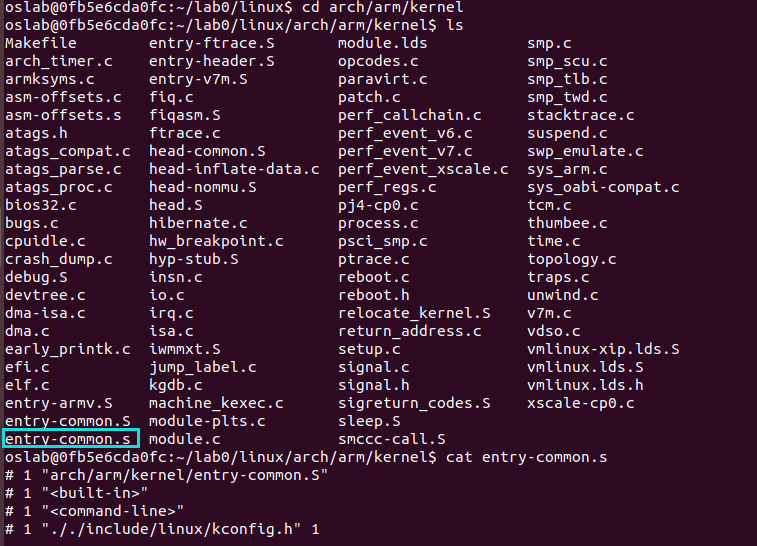 oslab@0fb5e6cda0fc:~/lab0/linux$ cd arch/arm/kernel
oslab@0fb5e6cda0fc:~/lab0/linux/arch/arm/kernel$ ls
Makefile entry-ftrace.S module.lds smp.c
arch_timer.c entry-header.S opcodes.c smp_scu.c
armksyms.c entry-v7m.S paravirt.c smp_tlb.c
asm-offsets.c fiq.c patch.c smp_twd.c
asm-offsets.s fiqasm.S perf_callchain.c stacktrace.c
atags.h ftrace.c perf_event_v6.c suspend.c
atags_compat.c head-common.S perf_event_v7.c swp_emulate.c
atags_parse.c head-inflate-data.c perf_event_xscale.c sys_arm.c
atags_proc.c head-nommu.S perf_regs.c sys_oabi-compat.c
bios32.c head.S pj4-cp0.c tcm.c
bugs.c hibernate.c process.c thumbee.c
cpuidle.c hw_breakpoint.c psci_smp.c time.c
crash_dump.c hyp-stub.S ptrace.c topology.c
debug.S insn.c reboot.c traps.c
devtree.c io.c reboot.h unwind.c
dma-isa.c irq.c relocate_kernel.S v7m.c
dma.c isa.c return_address.c vdso.c
early_printk.c iwmmxt.S setup.c vmlinux-xip.lds.S
efi.c jump_label.c signal.c vmlinux.lds.S
elf.c kgdb.c signal.h vmlinux.lds.h
entry-armv.S machine_kexec.c sigreturn_codes.S xscale-cp0.c
entry-common.S module-plts.c sleep.S
entry-common.s module.c smccc-call.S
oslab@0fb5e6cda0fc:~/lab0/linux/arch/arm/kernel$ cat entry-common.s
# 1 "arch/arm/kernel/entry-common.S"
# 1 "<built-in>"
# 1 "<command-line>"
# 1 "././include/linux/kconfig.h" 1